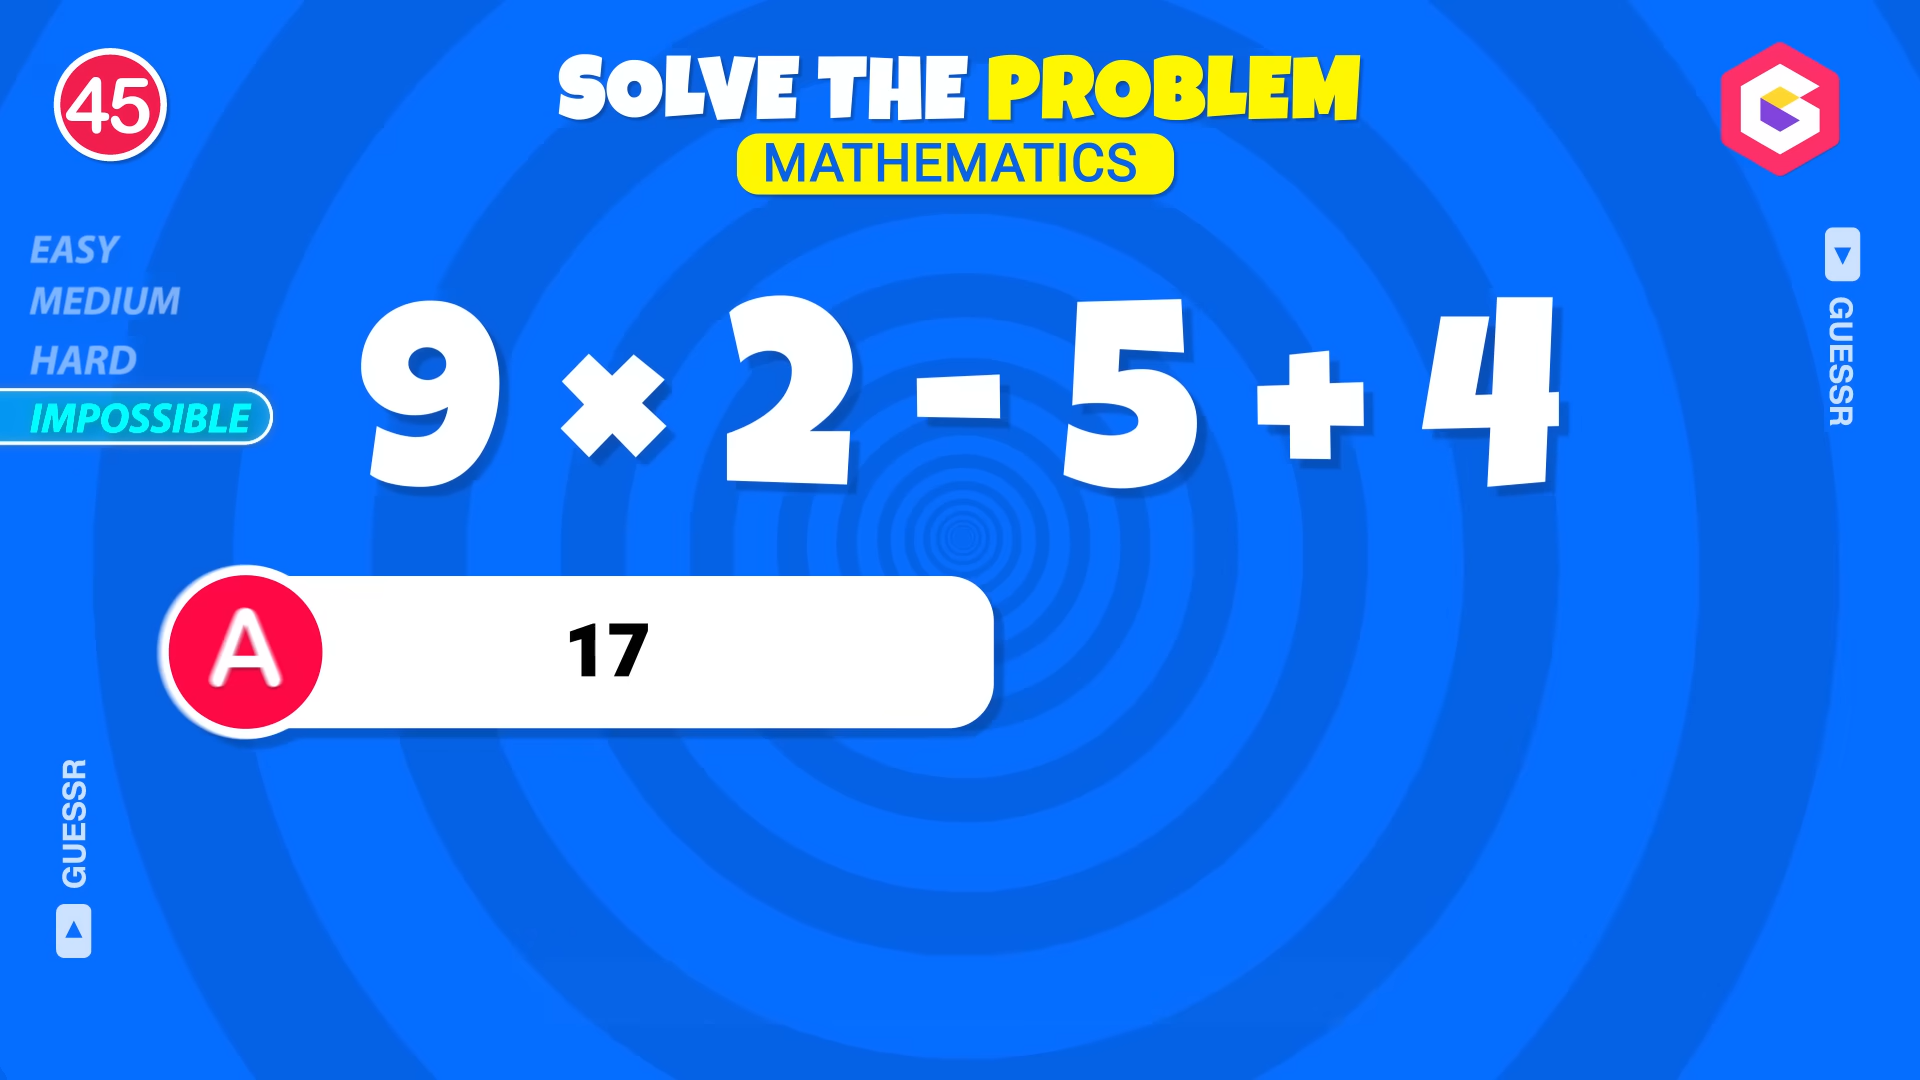 45
SOLVE THE PROBLEM
MATHEMATICS
EASY
MEDIUM
HARD
IMPOSSIBLE
9 × 2 - 5 + 4
A 17
GUESSR
GUESSR